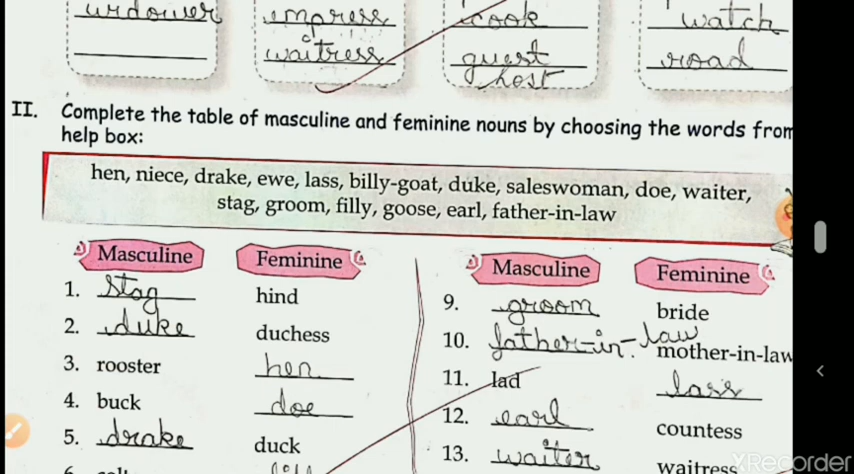 widower empress cook watch
waitress guest road
host
II. Complete the table of masculine and feminine nouns by choosing the words from
help box:
hen, niece, drake, ewe, lass, billy-goat, duke, saleswoman, doe, waiter,
stag, groom, filly, goose, earl, father-in-law
Masculine Feminine
1. stag hind
2. duke duchess
3. rooster hen
4. buck doe
5. drake duck
Masculine Feminine
9. groom bride
10. father-in-law mother-in-law
11. lad lass
12. earl countess
13. waiter waitress
XRecorder